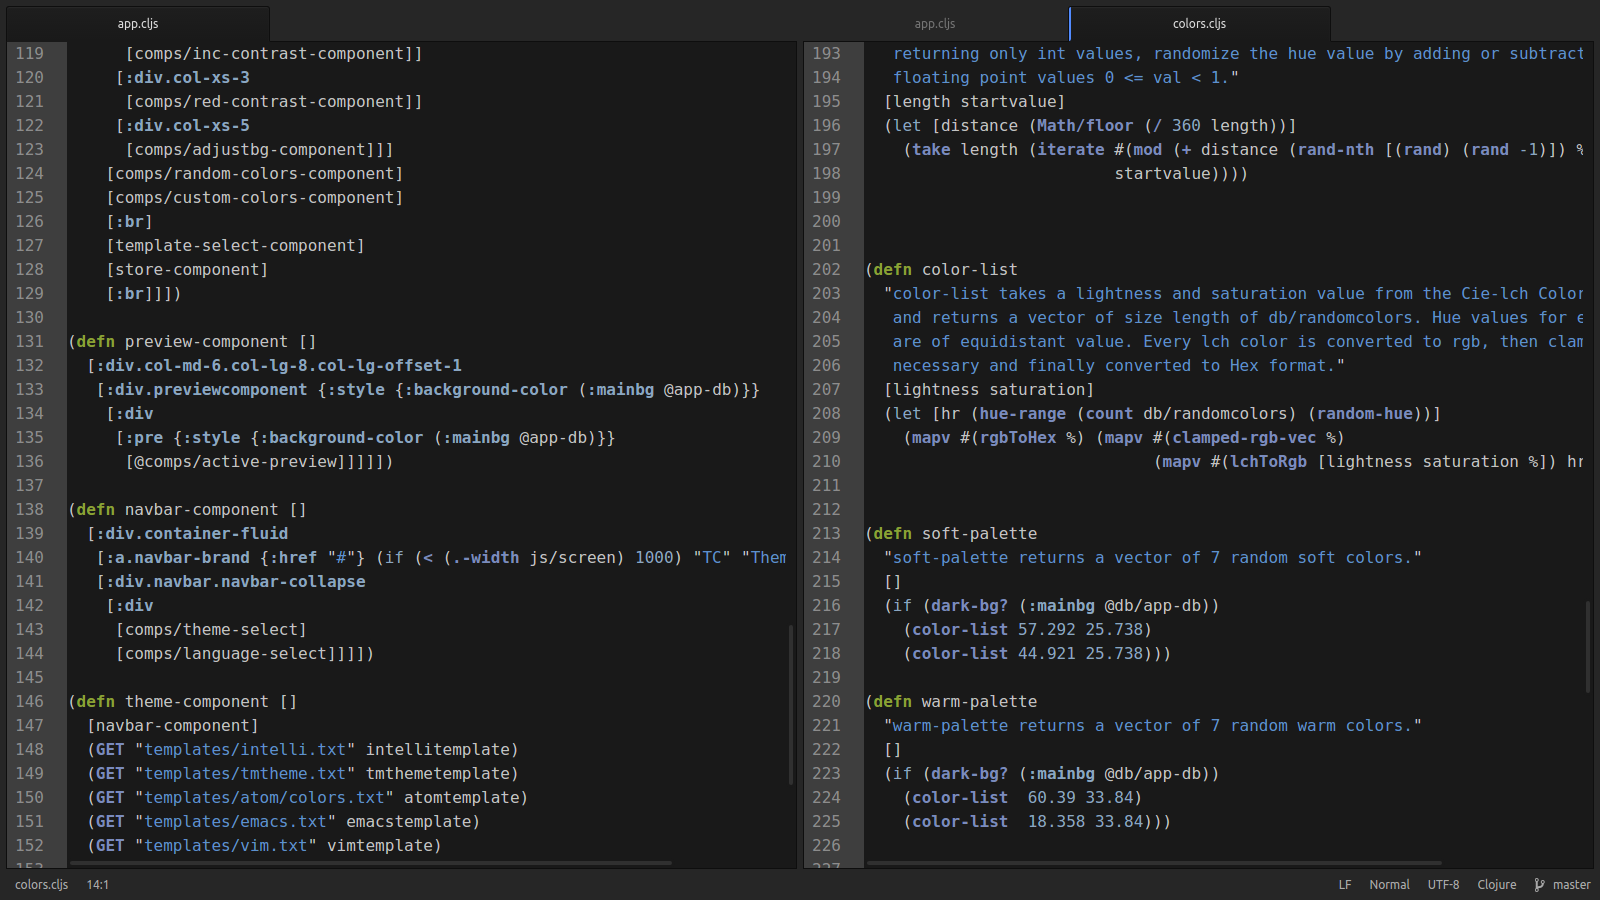 app.cljs
119 [comps/inc-contrast-component]]
120 [:div.col-xs-3
121 [comps/red-contrast-component]]
122 [:div.col-xs-5
123 [comps/adjustbg-component]]]
124 [comps/random-colors-component]
125 [comps/custom-colors-component]
126 [:br]
127 [template-select-component]
128 [store-component]
129 [:br]]])
130
131 (defn preview-component []
132 [:div.col-md-6.col-lg-8.col-lg-offset-1
133 [:div.previewcomponent {:style {:background-color (:mainbg @app-db)}}
134 [:div
135 [:pre {:style {:background-color (:mainbg @app-db)}}
136 [@comps/active-preview]]]]])
137
138 (defn navbar-component []
139 [:div.container-fluid
140 [:a.navbar-brand {:href "#"} (if (< (.-width js/screen) 1000) "TC" "Them
141 [:div.navbar.navbar-collapse
142 [:div
143 [comps/theme-select]
144 [comps/language-select]]]])
145
146 (defn theme-component []
147 [navbar-component]
148 (GET "templates/intelli.txt" intellitemplate)
149 (GET "templates/tmtheme.txt" tmthemetemplate)
150 (GET "templates/atom/colors.txt" atomtemplate)
151 (GET "templates/emacs.txt" emacstemplate)
152 (GET "templates/vim.txt" vimtemplate)
153
app.cljs
colors.cljs
193 returning only int values, randomize the hue value by adding or subtract
194 floating point values 0 <= val < 1."
195 [length startvalue]
196 (let [distance (Math/floor (/ 360 length))]
197 (take length (iterate #(mod (+ distance (rand-nth [(rand) (rand -1)]) %
198 startvalue))))
199
200
201
202 (defn color-list
203 "color-list takes a lightness and saturation value from the Cie-lch Color
204 and returns a vector of size length of db/randomcolors. Hue values for e
205 are of equidistant value. Every lch color is converted to rgb, then clam
206 necessary and finally converted to Hex format."
207 [lightness saturation]
208 (let [hr (hue-range (count db/randomcolors) (random-hue))]
209 (mapv #(rgbToHex %) (mapv #(clamped-rgb-vec %)
210 (mapv #(lchToRgb [lightness saturation %]) hr
211
212
213 (defn soft-palette
214 "soft-palette returns a vector of 7 random soft colors."
215 []
216 (if (dark-bg? (:mainbg @db/app-db))
217 (color-list 57.292 25.738)
218 (color-list 44.921 25.738)))
219
220 (defn warm-palette
221 "warm-palette returns a vector of 7 random warm colors."
222 []
223 (if (dark-bg? (:mainbg @db/app-db))
224 (color-list  60.39 33.84)
225 (color-list  18.358 33.84)))
226
227
colors.cljs 14:1 LF Normal UTF-8 Clojure master